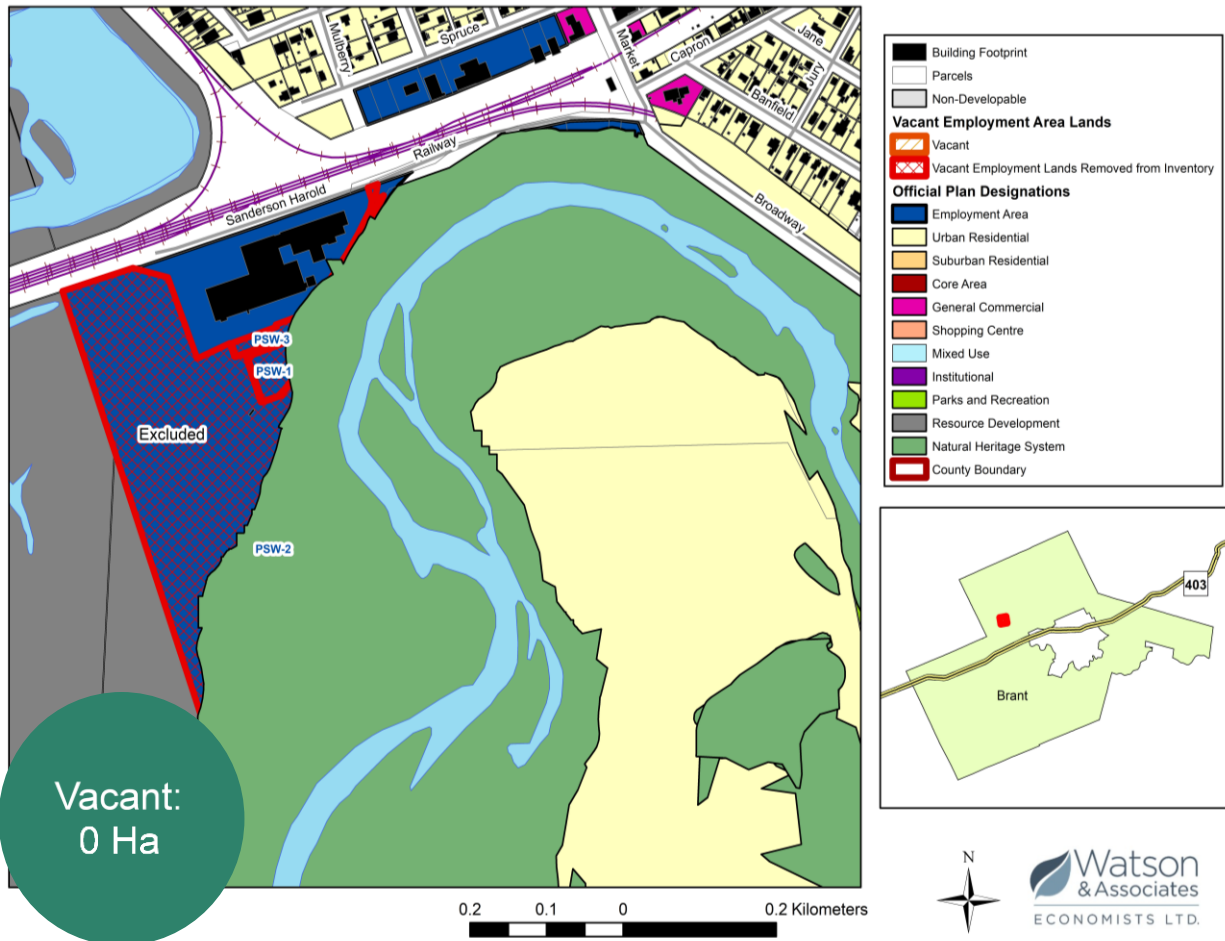 Mulberry
Spruce
Market
Capron
Jane
Jury
Banfield
Railway
Sanderson Harold
Broadway
PSW-3
PSW-1
Excluded
PSW-2
Vacant:
0 Ha
Building Footprint
Parcels
Non-Developable
Vacant Employment Area Lands
Vacant
Vacant Employment Lands Removed from Inventory
Official Plan Designations
Employment Area
Urban Residential
Suburban Residential
Core Area
General Commercial
Shopping Centre
Mixed Use
Institutional
Parks and Recreation
Resource Development
Natural Heritage System
County Boundary
403
Brant
0.2 0.1 0 0.2 Kilometers
N
Watson
& Associates
ECONOMISTS LTD.